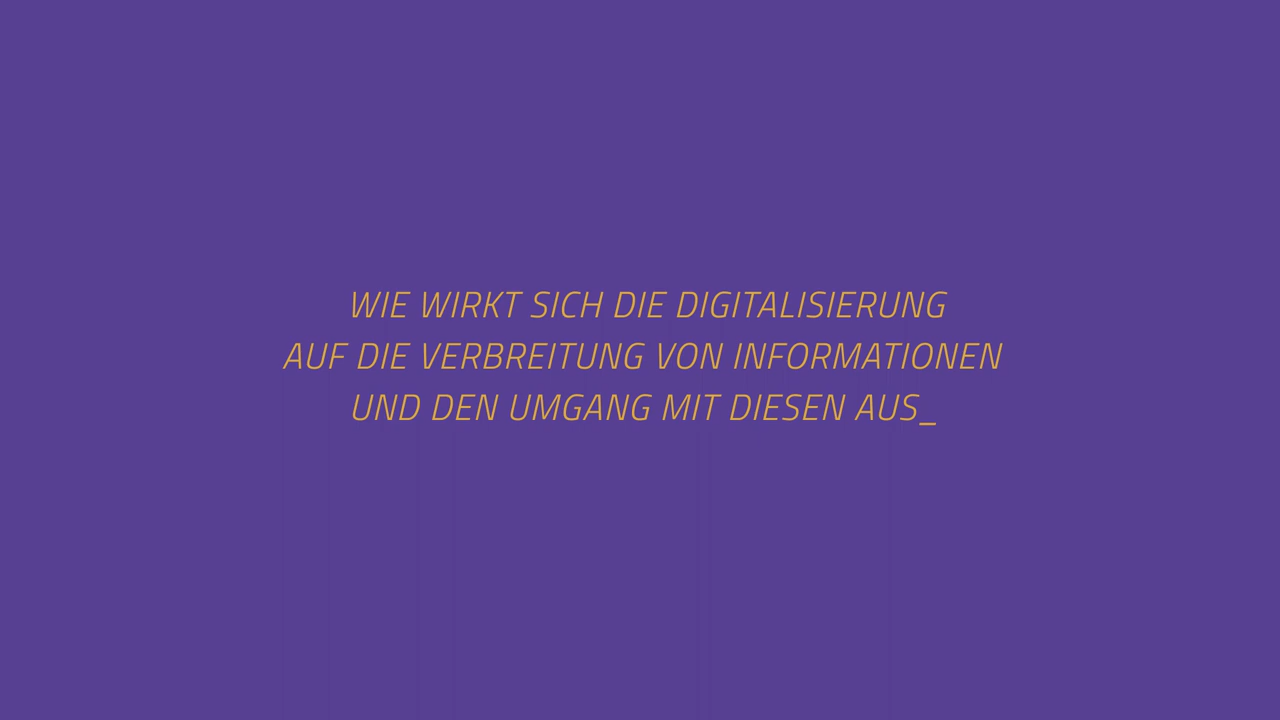 WIE WIRKT SICH DIE DIGITALISIERUNG
AUF DIE VERBREITUNG VON INFORMATIONEN
UND DEN UMGANG MIT DIESEN AUS_